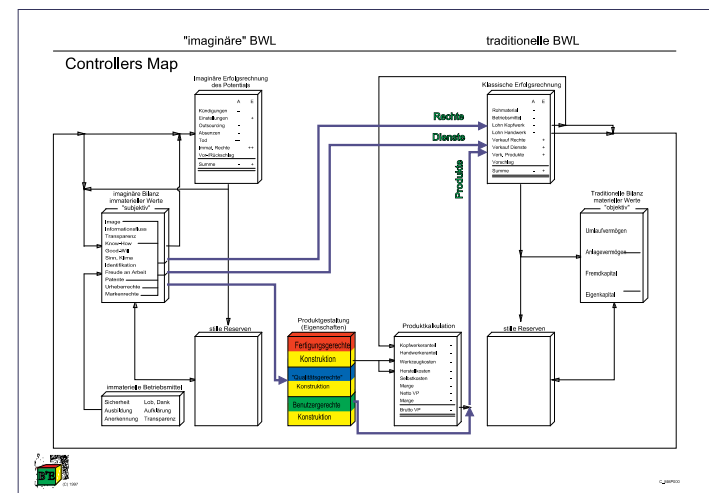 "imaginäre" BWL
traditionelle BWL
Controllers Map
Imaginäre Erfolgsrechnung
des Potentials
A E
Kündigungen -
Einstellungen +
Outsourcing -
Absenzen -
Tod -
Immat. Rechte ++
Vor-/Rückschlag
Summe - +
Klassische Erfolgsrechnung
A E
Rohmaterial -
Betriebsmittel -
Lohn Kopfwerk -
Lohn Handwerk -
Verkauf Rechte +
Verkauf Dienste +
Verk. Produkte +
Vorschlag
Summe - +
Rechte
Dienste
Produkte
imaginäre Bilanz
immaterieller Werte
"subjektiv"
Image
Informationsfluss
Transparenz
Know-How
Good-Will
Sinn, Klima
Identifikation
Freude an Arbeit
Patente
Urheberrechte
Markenrechte
Traditionelle Bilanz
materieller Werte
"objektiv"
Umlaufvermögen
Anlagevermögen
Fremdkapital
Eigenkapital
stille Reserven
Produktgestaltung
(Eigenschaften)
Fertigungsgerechte
Konstruktion
"Qualitätsgerechte"
Konstruktion
Benutzergerechte
Konstruktion
Produktkalkulation
Kopfwerkeranteil -
Handwerkeranteil -
Werkzeugkosten -
Herstellkosten -
Selbstkosten -
Marge -
Netto VP -
Marge -
Brutto VP -
stille Reserven
immaterielle Betriebsmittel
Sicherheit Lob, Dank
Ausbildung Aufklärung
Anerkennung Transparenz
(C) 1997